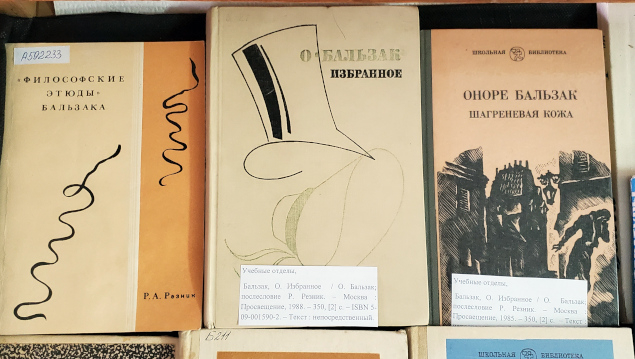 А592233
«ФИЛОСОФСКИЕ
ЭТЮДЫ»
БАЛЬЗАКА
Р. А. Резник
О·БАЛЬЗАК
ИЗБРАННОЕ
Учебные отделы.
Бальзак, О. Избранное / О. Бальзак;
послесловие Р. Резник. – Москва :
Просвещение, 1988. – 350, [2] с. – ISBN 5-
09-001590-2. – Текст : непосредственный.
ШКОЛЬНАЯ БИБЛИОТЕКА
ОНОРЕ БАЛЬЗАК
ШАГРЕНЕВАЯ КОЖА
Учебные отделы.
Бальзак, О. Избранное / О. Бальзак;
послесловие Р. Резник. – Москва :
Просвещение, 1985. – 350, [2] с. – Текст :
Б211
ШКОЛЬНАЯ БИБЛИОТЕКА